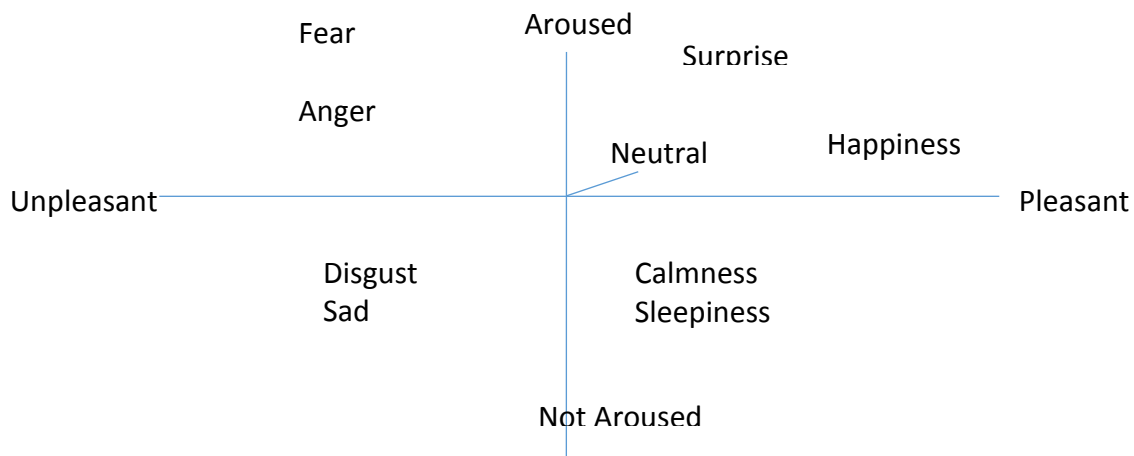 Fear
Aroused
Surprise
Anger
Neutral
Happiness
Unpleasant
Pleasant
Disgust
Calmness
Sad
Sleepiness
Not Aroused